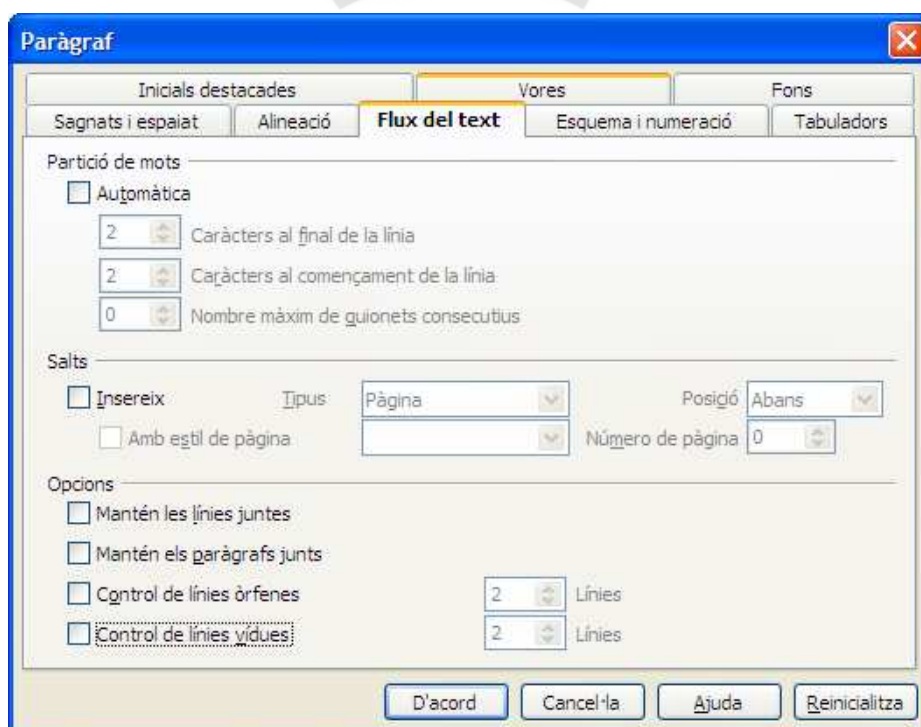 Paràgraf
Inicials destacades Vores Fons
Sagnats i espaiat Alineació Flux del text Esquema i numeració Tabuladors
Partició de mots
Automàtica
2 Caràcters al final de la línia
2 Caràcters al començament de la línia
0 Nombre màxim de guionets consecutius
Salts
Insereix Tipus Pàgina Posició Abans
Amb estil de pàgina Número de pàgina 0
Opcions
Mantén les línies juntes
Mantén els paràgrafs junts
Control de línies òrfenes 2 Línies
Control de línies vídues 2 Línies
D'acord Cancel·la Ajuda Reinicialitza